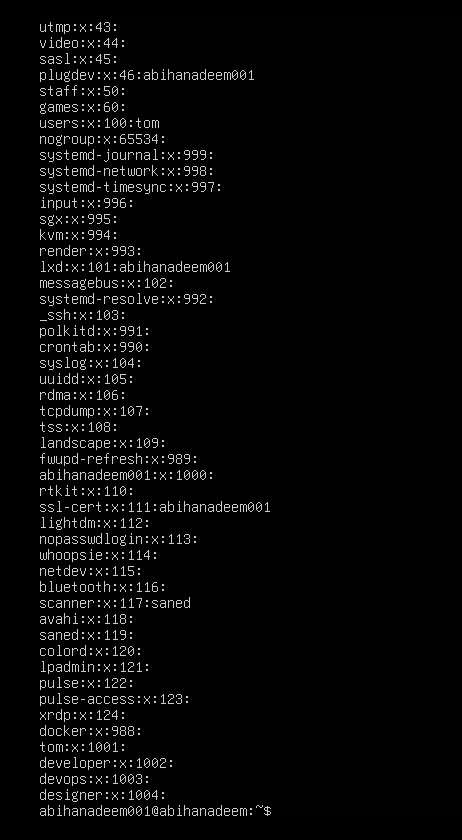 utmp:x:43:
video:x:44:
sasl:x:45:
plugdev:x:46:abihanadeem001
staff:x:50:
games:x:60:
users:x:100:tom
nogroup:x:65534:
systemd-journal:x:999:
systemd-network:x:998:
systemd-timesync:x:997:
input:x:996:
sgx:x:995:
kvm:x:994:
render:x:993:
lxd:x:101:abihanadeem001
messagebus:x:102:
systemd-resolve:x:992:
_ssh:x:103:
polkitd:x:991:
crontab:x:990:
syslog:x:104:
uuidd:x:105:
rdma:x:106:
tcpdump:x:107:
tss:x:108:
landscape:x:109:
fwupd-refresh:x:989:
abihanadeem001:x:1000:
rtkit:x:110:
ssl-cert:x:111:abihanadeem001
lightdm:x:112:
nopasswdlogin:x:113:
whoopsie:x:114:
netdev:x:115:
bluetooth:x:116:
scanner:x:117:saned
avahi:x:118:
saned:x:119:
colord:x:120:
lpadmin:x:121:
pulse:x:122:
pulse-access:x:123:
xrdp:x:124:
docker:x:988:
tom:x:1001:
developer:x:1002:
devops:x:1003:
designer:x:1004:
abihanadeem001@abihanadeem:~$